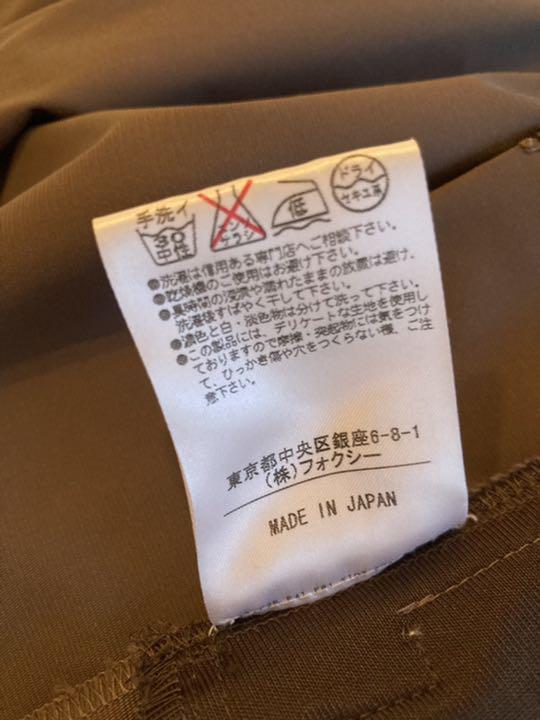 手洗イ
30
中性
エンソ
サラシ
低
ドライ
セキユ系
●洗濯は信用ある専門店へご相談下さい。
●乾燥機のご使用はお避け下さい。
●長時間の浸漬や濡れたままの放置は避け、
洗濯後すばやく干して下さい。
●濃色と白・淡色物は分けて洗って下さい。
●この製品には、デリケートな生地を使用し
ておりますので摩擦・突起物には気をつけ
て、ひっかき傷や穴をつくらない様、ご注
意下さい。
東京都中央区銀座6-8-1
(株)フォクシー
MADE IN JAPAN